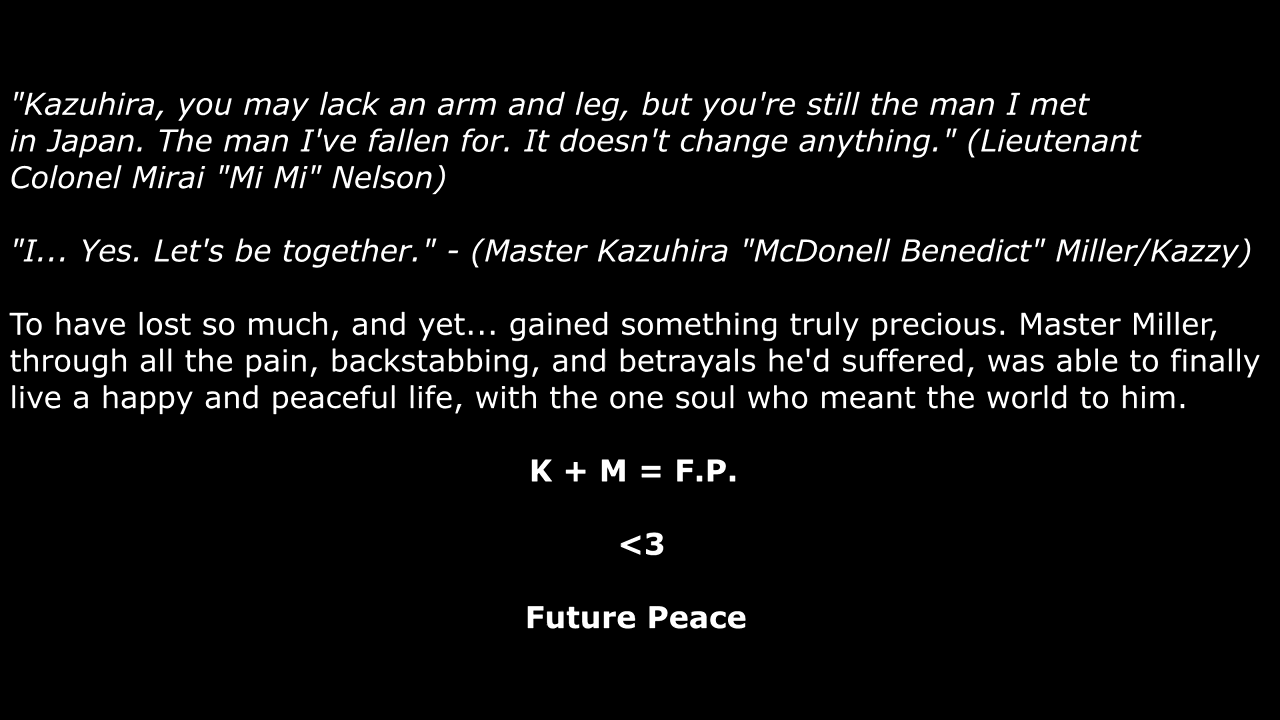 "Kazuhira, you may lack an arm and leg, but you're still the man I met
in Japan. The man I've fallen for. It doesn't change anything." (Lieutenant
Colonel Mirai "Mi Mi" Nelson)
"I... Yes. Let's be together." - (Master Kazuhira "McDonell Benedict" Miller/Kazzy)
To have lost so much, and yet... gained something truly precious. Master Miller,
through all the pain, backstabbing, and betrayals he'd suffered, was able to finally
live a happy and peaceful life, with the one soul who meant the world to him.
K + M = F.P.
<3
Future Peace